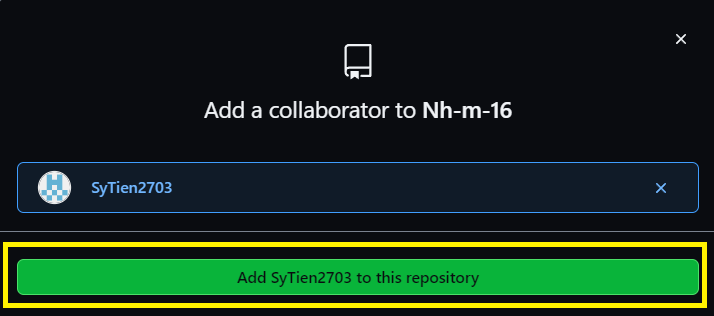 Add a collaborator to Nh-m-16
SyTien2703
Add SyTien2703 to this repository